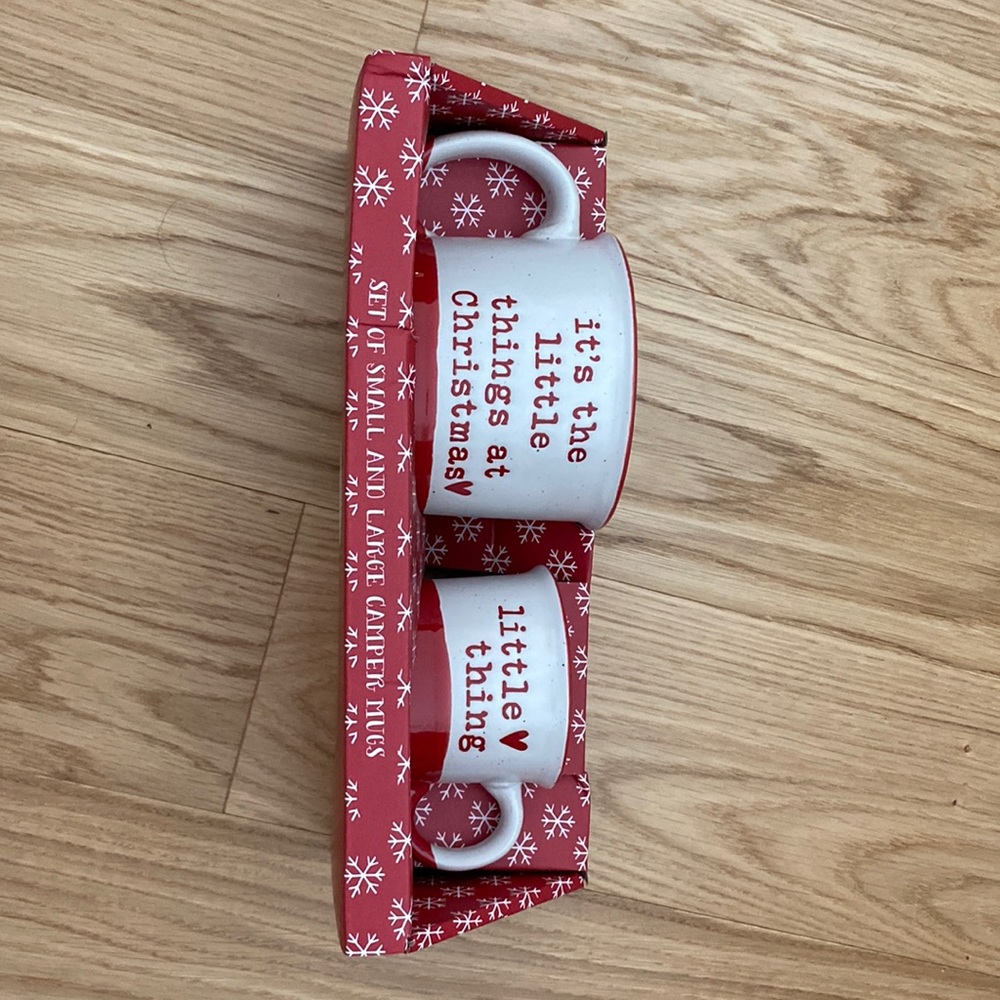 it's the
little
things at
Christmas♥
little♥
thing
SET OF SMALL AND LARGE CAMPER MUGS